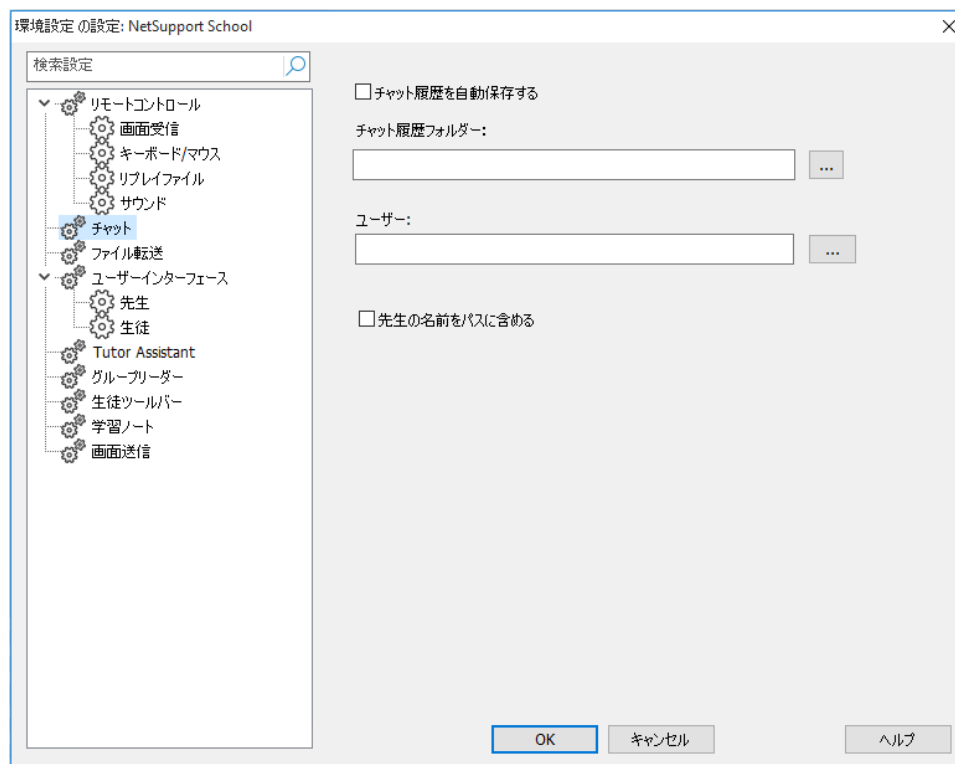 環境設定 の設定: NetSupport School
検索設定
リモートコントロール
画面受信
キーボード/マウス
リプレイファイル
サウンド
チャット
ファイル転送
ユーザーインターフェース
先生
生徒
Tutor Assistant
グループリーダー
生徒ツールバー
学習ノート
画面送信
チャット履歴を自動保存する
チャット履歴フォルダー:
...
ユーザー:
...
先生の名前をパスに含める
OK
キャンセル
ヘルプ